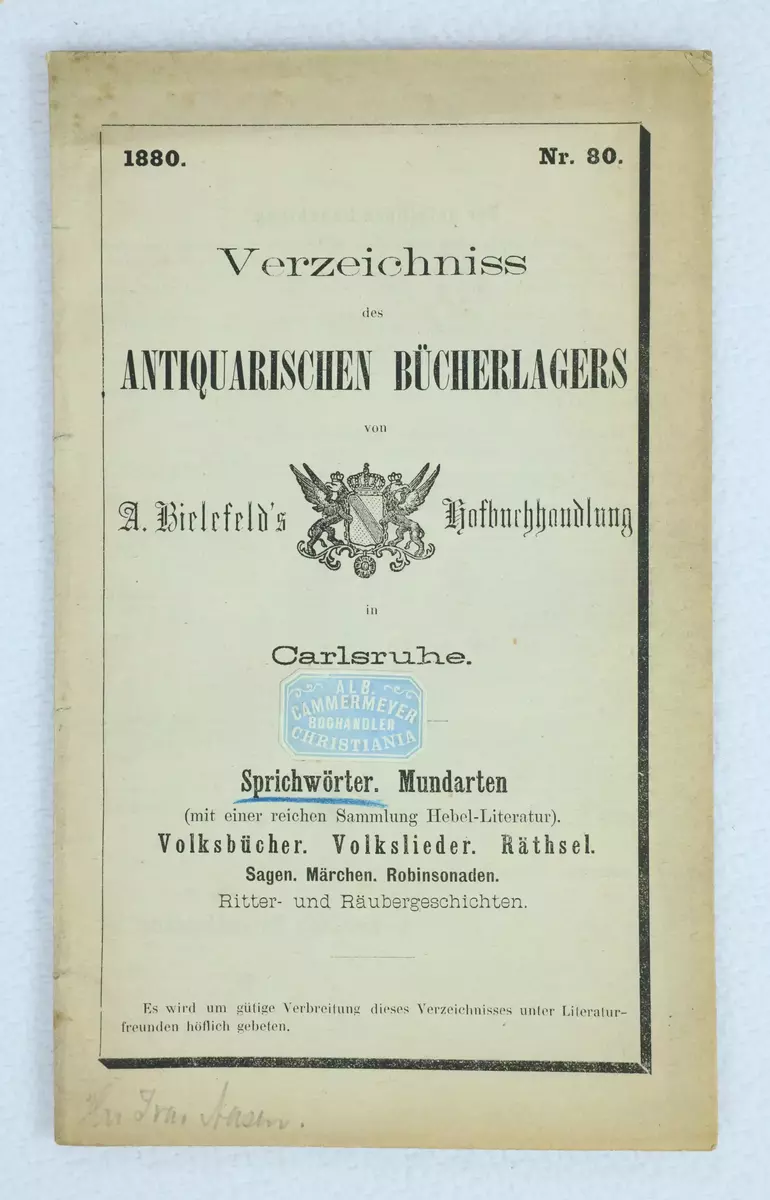 1880. Nr. 80.
Verzeichniss
des
ANTIQUARISCHEN BÜCHERLAGERS
von
A. Bielefeld's Hofbuchhandlung
in
Carlsruhe.
ALB.
CAMMERMEYER
BOGHANDLER
CHRISTIANIA
Sprichwörter. Mundarten
(mit einer reichen Sammlung Hebel-Literatur).
Volksbücher. Volkslieder. Räthsel.
Sagen. Märchen. Robinsonaden.
Ritter- und Räubergeschichten.
Es wird um gütige Verbreitung dieses Verzeichnisses unter Literatur-
freunden höflich gebeten.
Ivar Aasen.